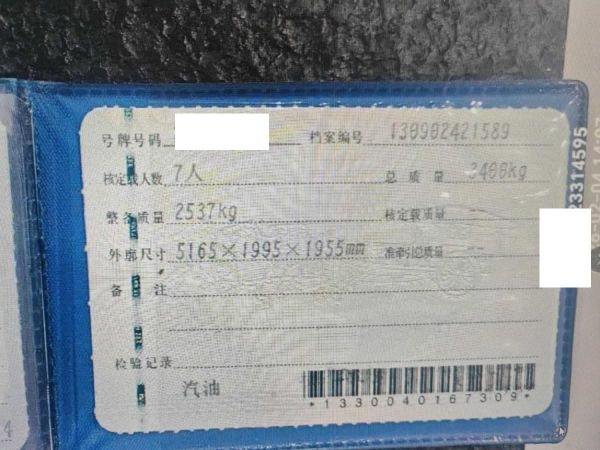 号牌号码 档案编号 130902421589
核定载人数 7人 总质量 3400kg
整备质量 2537kg 核定载质量 --
外廓尺寸 5165×1995×1955mm 准牵引总质量 --
备注
检验记录
汽油
*1330040167309*
23314595